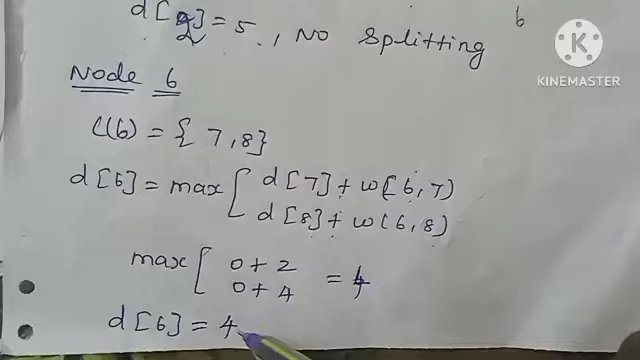 d[2] = 5., No Splitting
6
K
KINEMASTER
Node 6
C(6) = { 7, 8}
d[6] = max [ d[7] + w(6, 7)
d[8] + w(6, 8)
max [ 0 + 2
0 + 4 = 4
d[6] = 4